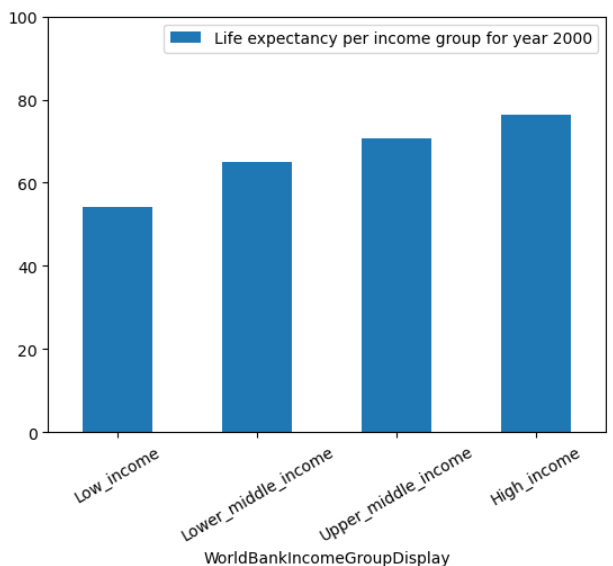 100
Life expectancy per income group for year 2000
80
60
40
20
0
Low_income
Lower_middle_income
Upper_middle_income
High_income
WorldBankIncomeGroupDisplay